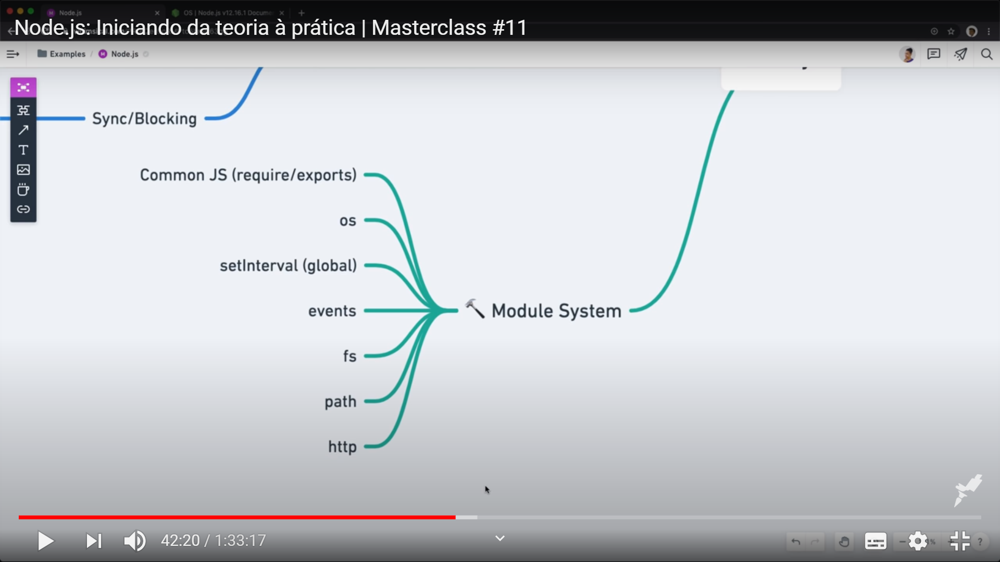 Node.js
OS | Node.js v12.16.1 Docume
Node.js: Iniciando da teoria à prática | Masterclass #11
Examples / Node.js
Sync/Blocking
Common JS (require/exports)
os
setInterval (global)
events
🔨 Module System
fs
path
http
42:20 / 1:33:17